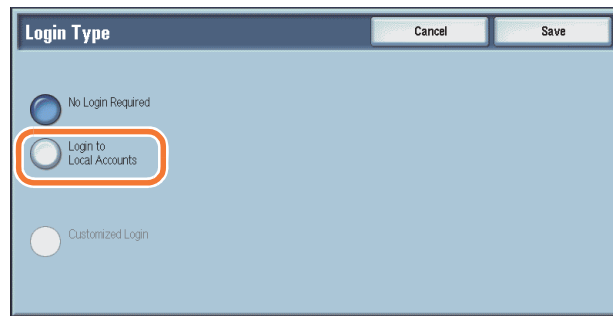 Login Type
Cancel
Save
No Login Required
Login to
Local Accounts
Customized Login